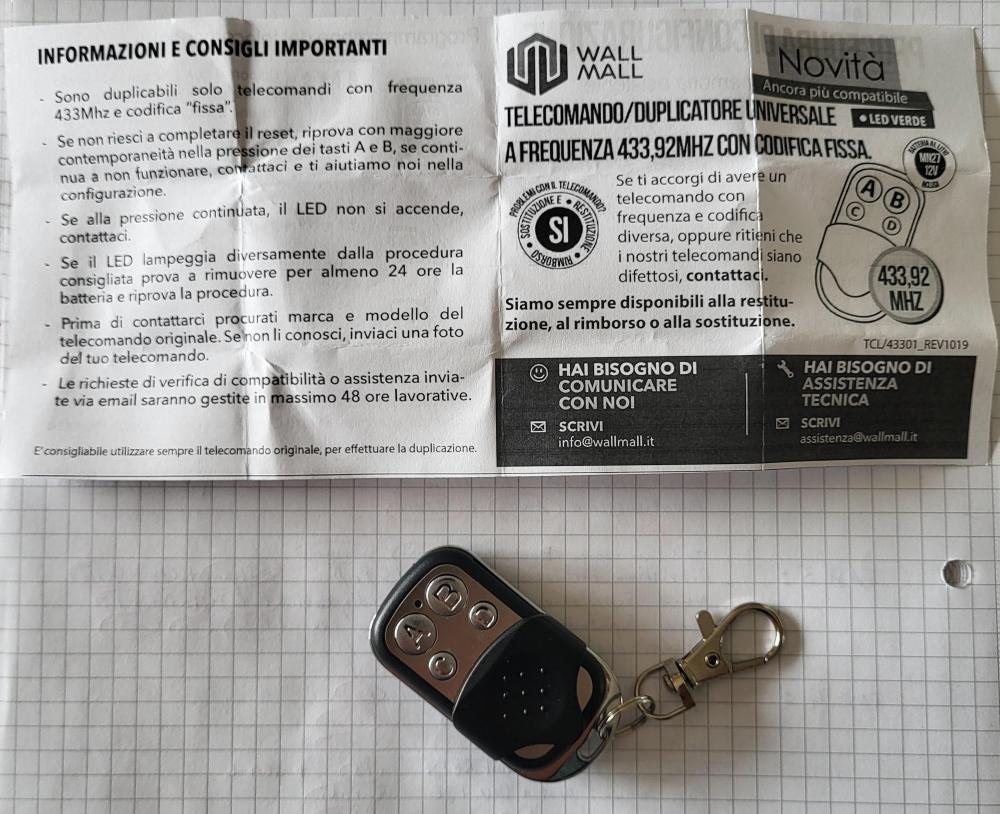 INFORMAZIONI E CONSIGLI IMPORTANTI
- Sono duplicabili solo telecomandi con frequenza
433Mhz e codifica "fissa".
- Se non riesci a completare il reset, riprova con maggiore
contemporaneità nella pressione dei tasti A e B, se conti-
nua a non funzionare, contattaci e ti aiutiamo noi nella
configurazione.
- Se alla pressione continuata, il LED non si accende,
contattaci.
- Se il LED lampeggia diversamente dalla procedura
consigliata prova a rimuovere per almeno 24 ore la
batteria e riprova la procedura.
- Prima di contattarci procurati marca e modello del
telecomando originale. Se non li conosci, inviaci una foto
del tuo telecomando.
- Le richieste di verifica di compatibilità o assistenza invia-
te via email saranno gestite in massimo 48 ore lavorative.
E'consigliabile utilizzare sempre il telecomando originale, per effettuare la duplicazione.
WALL
MALL
Novità
Ancora più compatibile
• LED VERDE
TELECOMANDO/DUPLICATORE UNIVERSALE
A FREQUENZA 433,92MHZ CON CODIFICA FISSA.
PROBLEMI CON IL TELECOMANDO?
SOSTITUZIONE E • RESTITUZIONE • RIMBORSO •
SI
Se ti accorgi di avere un
telecomando con
frequenza e codifica
diversa, oppure ritieni che
i nostri telecomandi siano
difettosi, contattaci.
Siamo sempre disponibili alla restitu-
zione, al rimborso o alla sostituzione.
MN27
12V
INCLUSA
A
B
C
D
433,92
MHZ
TCL/43301_REV1019
HAI BISOGNO DI
COMUNICARE
CON NOI
SCRIVI
info@wallmall.it
HAI BISOGNO DI
ASSISTENZA
TECNICA
SCRIVI
assistenza@wallmall.it
A
B
C
D